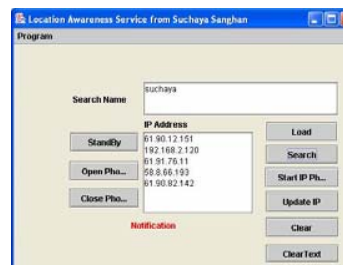 Location Awareness Service from Suchaya Sanghan
Program
Search Name
suchaya
IP Address
StandBy
Open Pho...
Close Pho...
61.90.12.151
192.168.2.120
61.91.76.11
58.8.66.193
61.90.82.142
Load
Search
Start IP Ph...
Update IP
Clear
ClearText
Notification